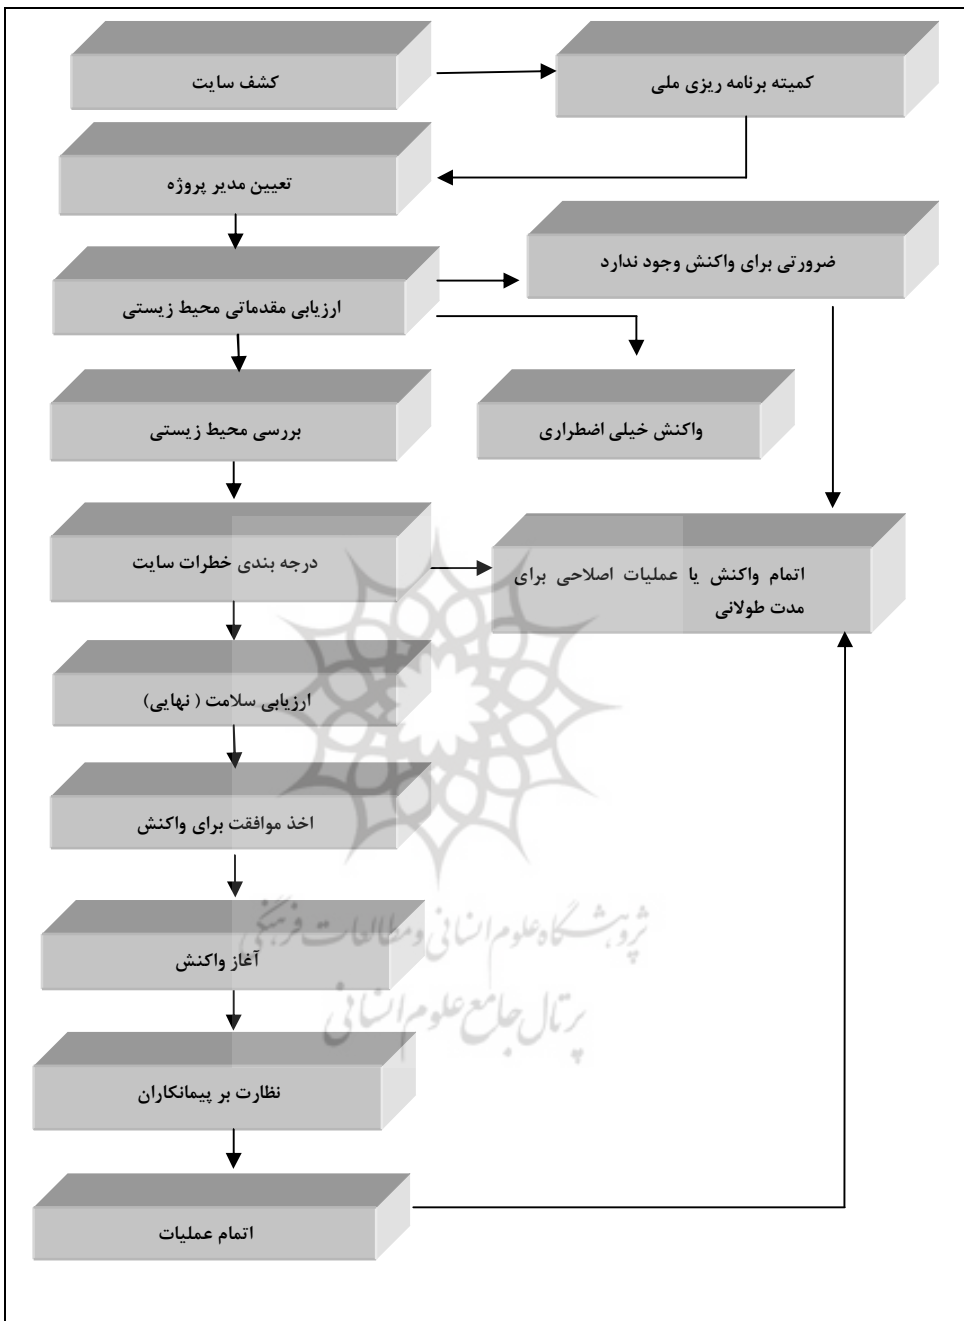 کشف سایت
کمیته برنامه ریزی ملی
تعیین مدیر پروژه
ضرورتی برای واکنش وجود ندارد
ارزیابی مقدماتی محیط زیستی
واکنش خیلی اضطراری
بررسی محیط زیستی
درجه بندی خطرات سایت
اتمام واکنش یا عملیات اصلاحی برای
مدت طولانی
ارزیابی سلامت ( نهایی)
اخذ موافقت برای واکنش
پژوهشگاه علوم انسانی و مطالعات فرهنگی
آغاز واکنش
پرتال جامع علوم انسانی
نظارت بر پیمانکاران
اتمام عملیات